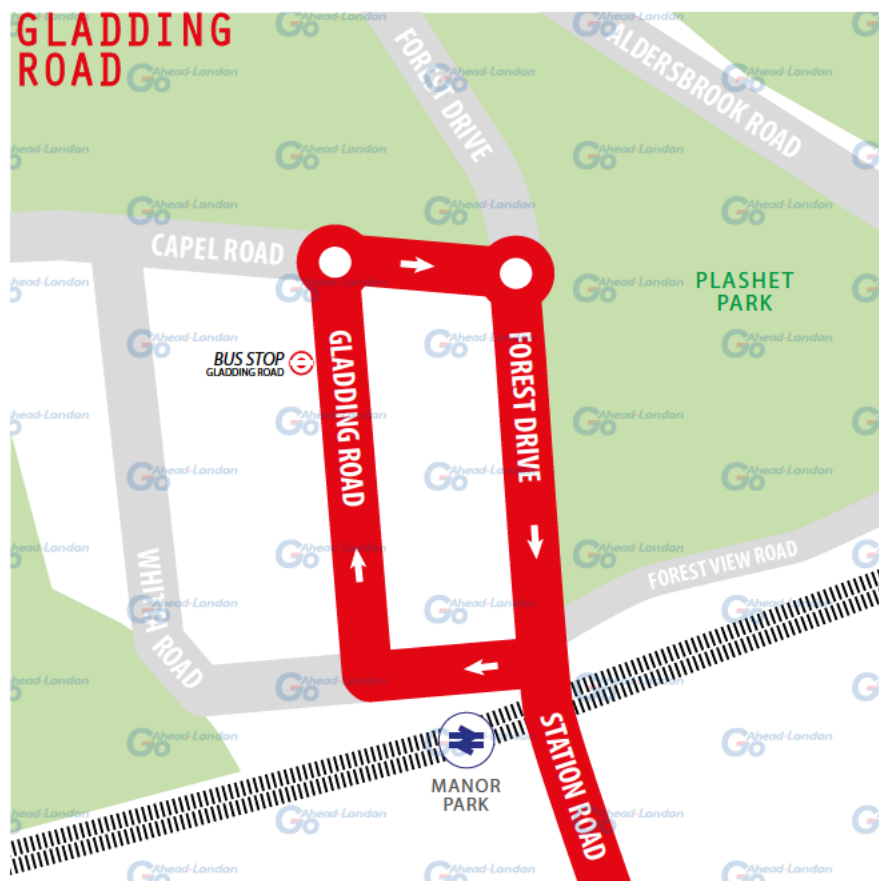 GLADDING
ROAD
FOREST DRIVE
ALDERSBROOK ROAD
CAPEL ROAD
PLASHET
PARK
BUS STOP
GLADDING ROAD
GLADDING ROAD
FOREST DRIVE
FOREST VIEW ROAD
ROAD
STATION ROAD
MANOR
PARK
Go Ahead-London